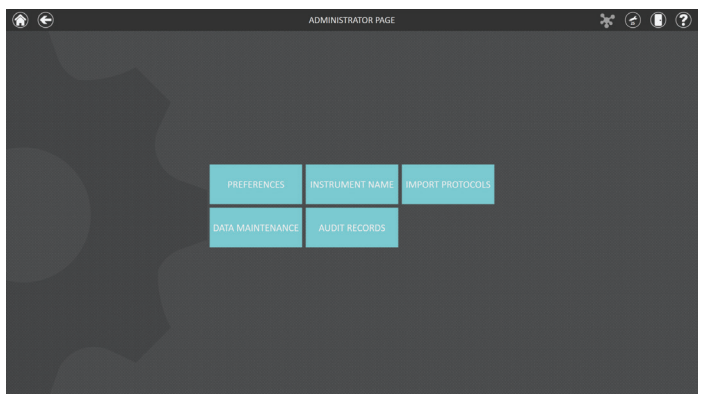 ADMINISTRATOR PAGE
?
PREFERENCES INSTRUMENT NAME IMPORT PROTOCOLS
DATA MAINTENANCE AUDIT RECORDS